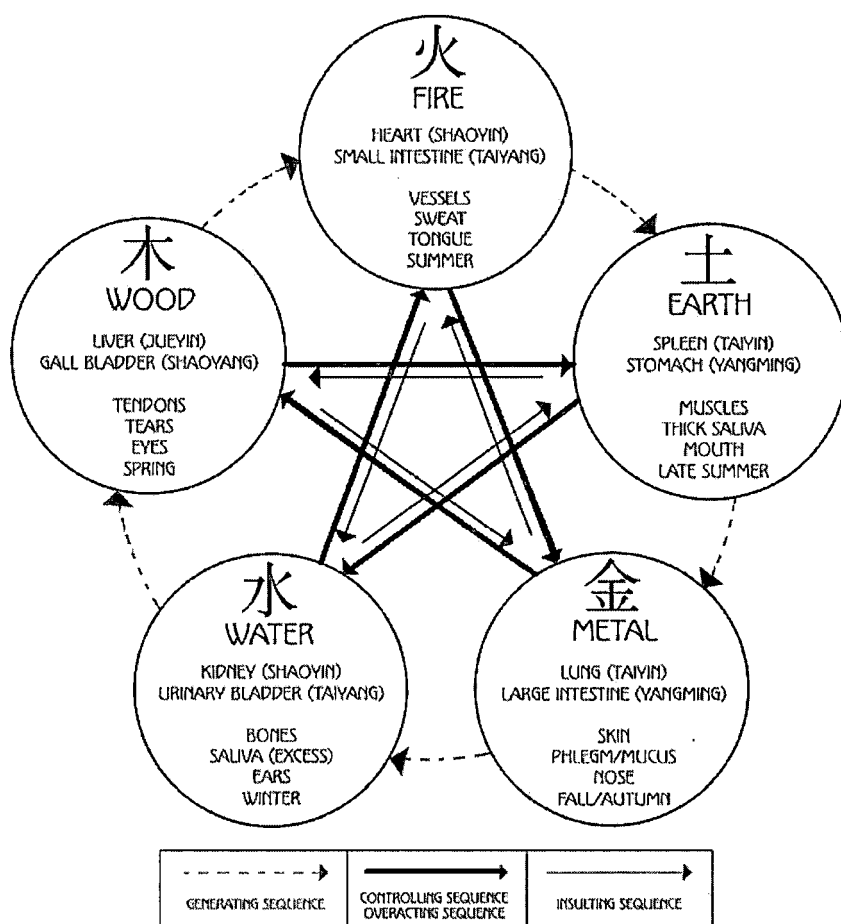 火
FIRE
HEART (SHAOYIN)
SMALL INTESTINE (TAIYANG)
VESSELS
SWEAT
TONGUE
SUMMER
木
WOOD
LIVER (JUEYIN)
GALL BLADDER (SHAOYANG)
TENDONS
TEARS
EYES
SPRING
土
EARTH
SPLEEN (TAIYIN)
STOMACH (YANGMING)
MUSCLES
THICK SALIVA
MOUTH
LATE SUMMER
水
WATER
KIDNEY (SHAOYIN)
URINARY BLADDER (TAIYANG)
BONES
SALIVA (EXCESS)
EARS
WINTER
金
METAL
LUNG (TAIYIN)
LARGE INTESTINE (YANGMING)
SKIN
PHLEGM/MUCUS
NOSE
FALL/AUTUMN
GENERATING SEQUENCE
CONTROLLING SEQUENCE
OVERACTING SEQUENCE
INSULTING SEQUENCE